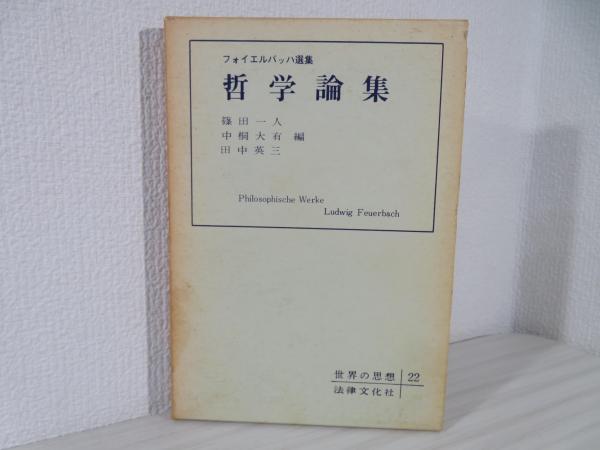 フォイエルバッハ選集
哲学論集
篠田一人
中桐大有 編
田中英三
Philosophische Werke
Ludwig Feuerbach
世界の思想 22
法律文化社